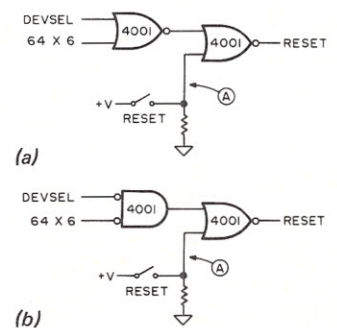 DEVSEL
64 X 6
4001
4001
RESET
+V
RESET
A
(a)
DEVSEL
64 X 6
4001
4001
RESET
+V
RESET
A
(b)